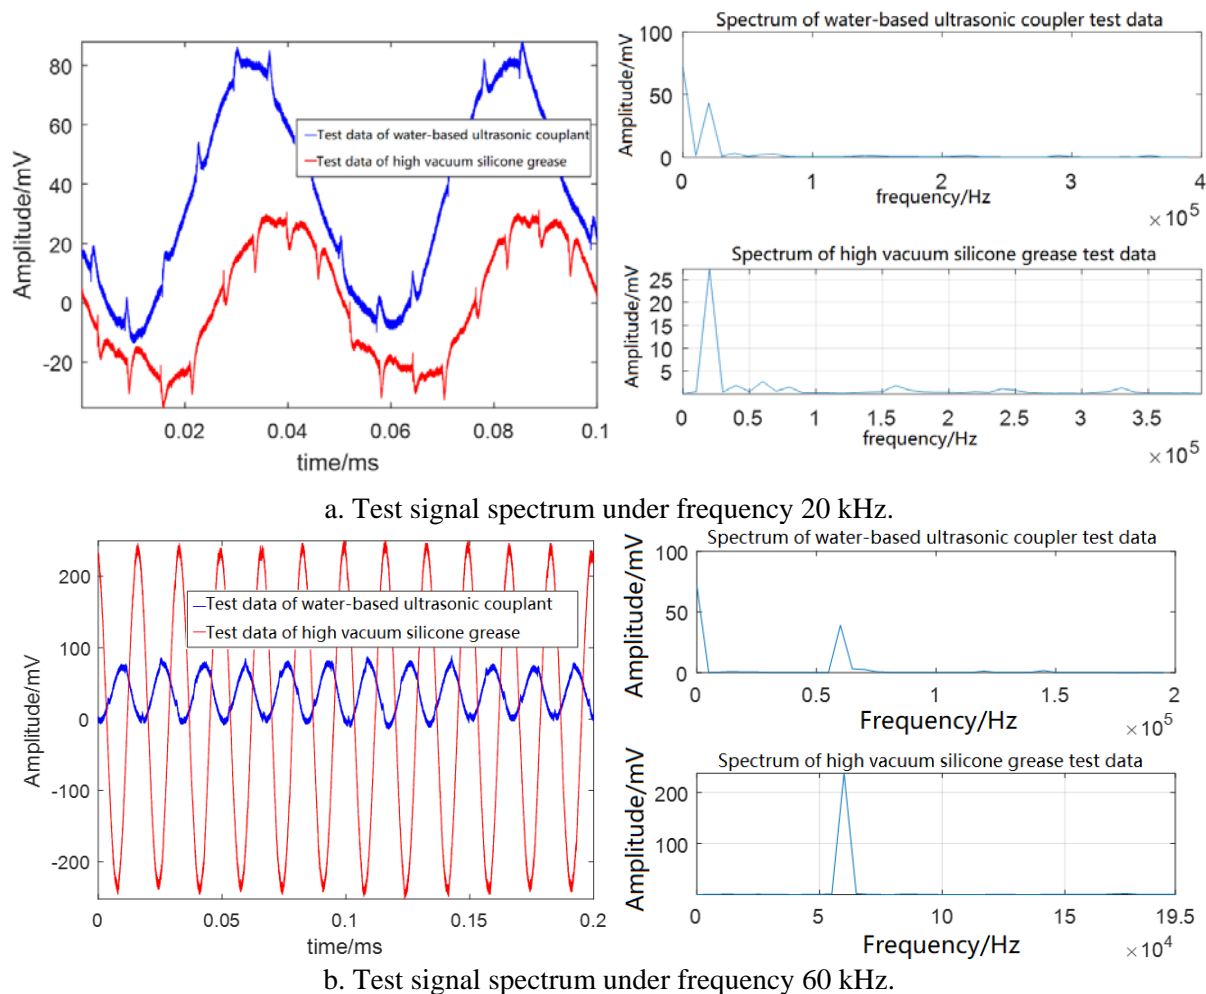 Amplitude/mV
80
60
40
20
0
-20
0.02
0.04
0.06
0.08
0.1
time/ms
Test data of water-based ultrasonic couplant
Test data of high vacuum silicone grease
Spectrum of water-based ultrasonic coupler test data
Amplitude/mV
100
50
0
0
1
2
3
4
frequency/Hz
×10⁵
Spectrum of high vacuum silicone grease test data
Amplitude/mV
25
20
15
10
5
0
0.5
1
1.5
2
2.5
3
3.5
frequency/Hz
×10⁵
a. Test signal spectrum under frequency 20 kHz.
Amplitude/mV
200
100
0
-100
-200
0
0.05
0.1
0.15
0.2
time/ms
Test data of water-based ultrasonic couplant
Test data of high vacuum silicone grease
Spectrum of water-based ultrasonic coupler test data
Amplitude/mV
100
50
0
0
0.5
1
1.5
2
Frequency/Hz
×10⁵
Spectrum of high vacuum silicone grease test data
Amplitude/mV
200
100
0
5
10
15
19.5
Frequency/Hz
×10⁴
b. Test signal spectrum under frequency 60 kHz.